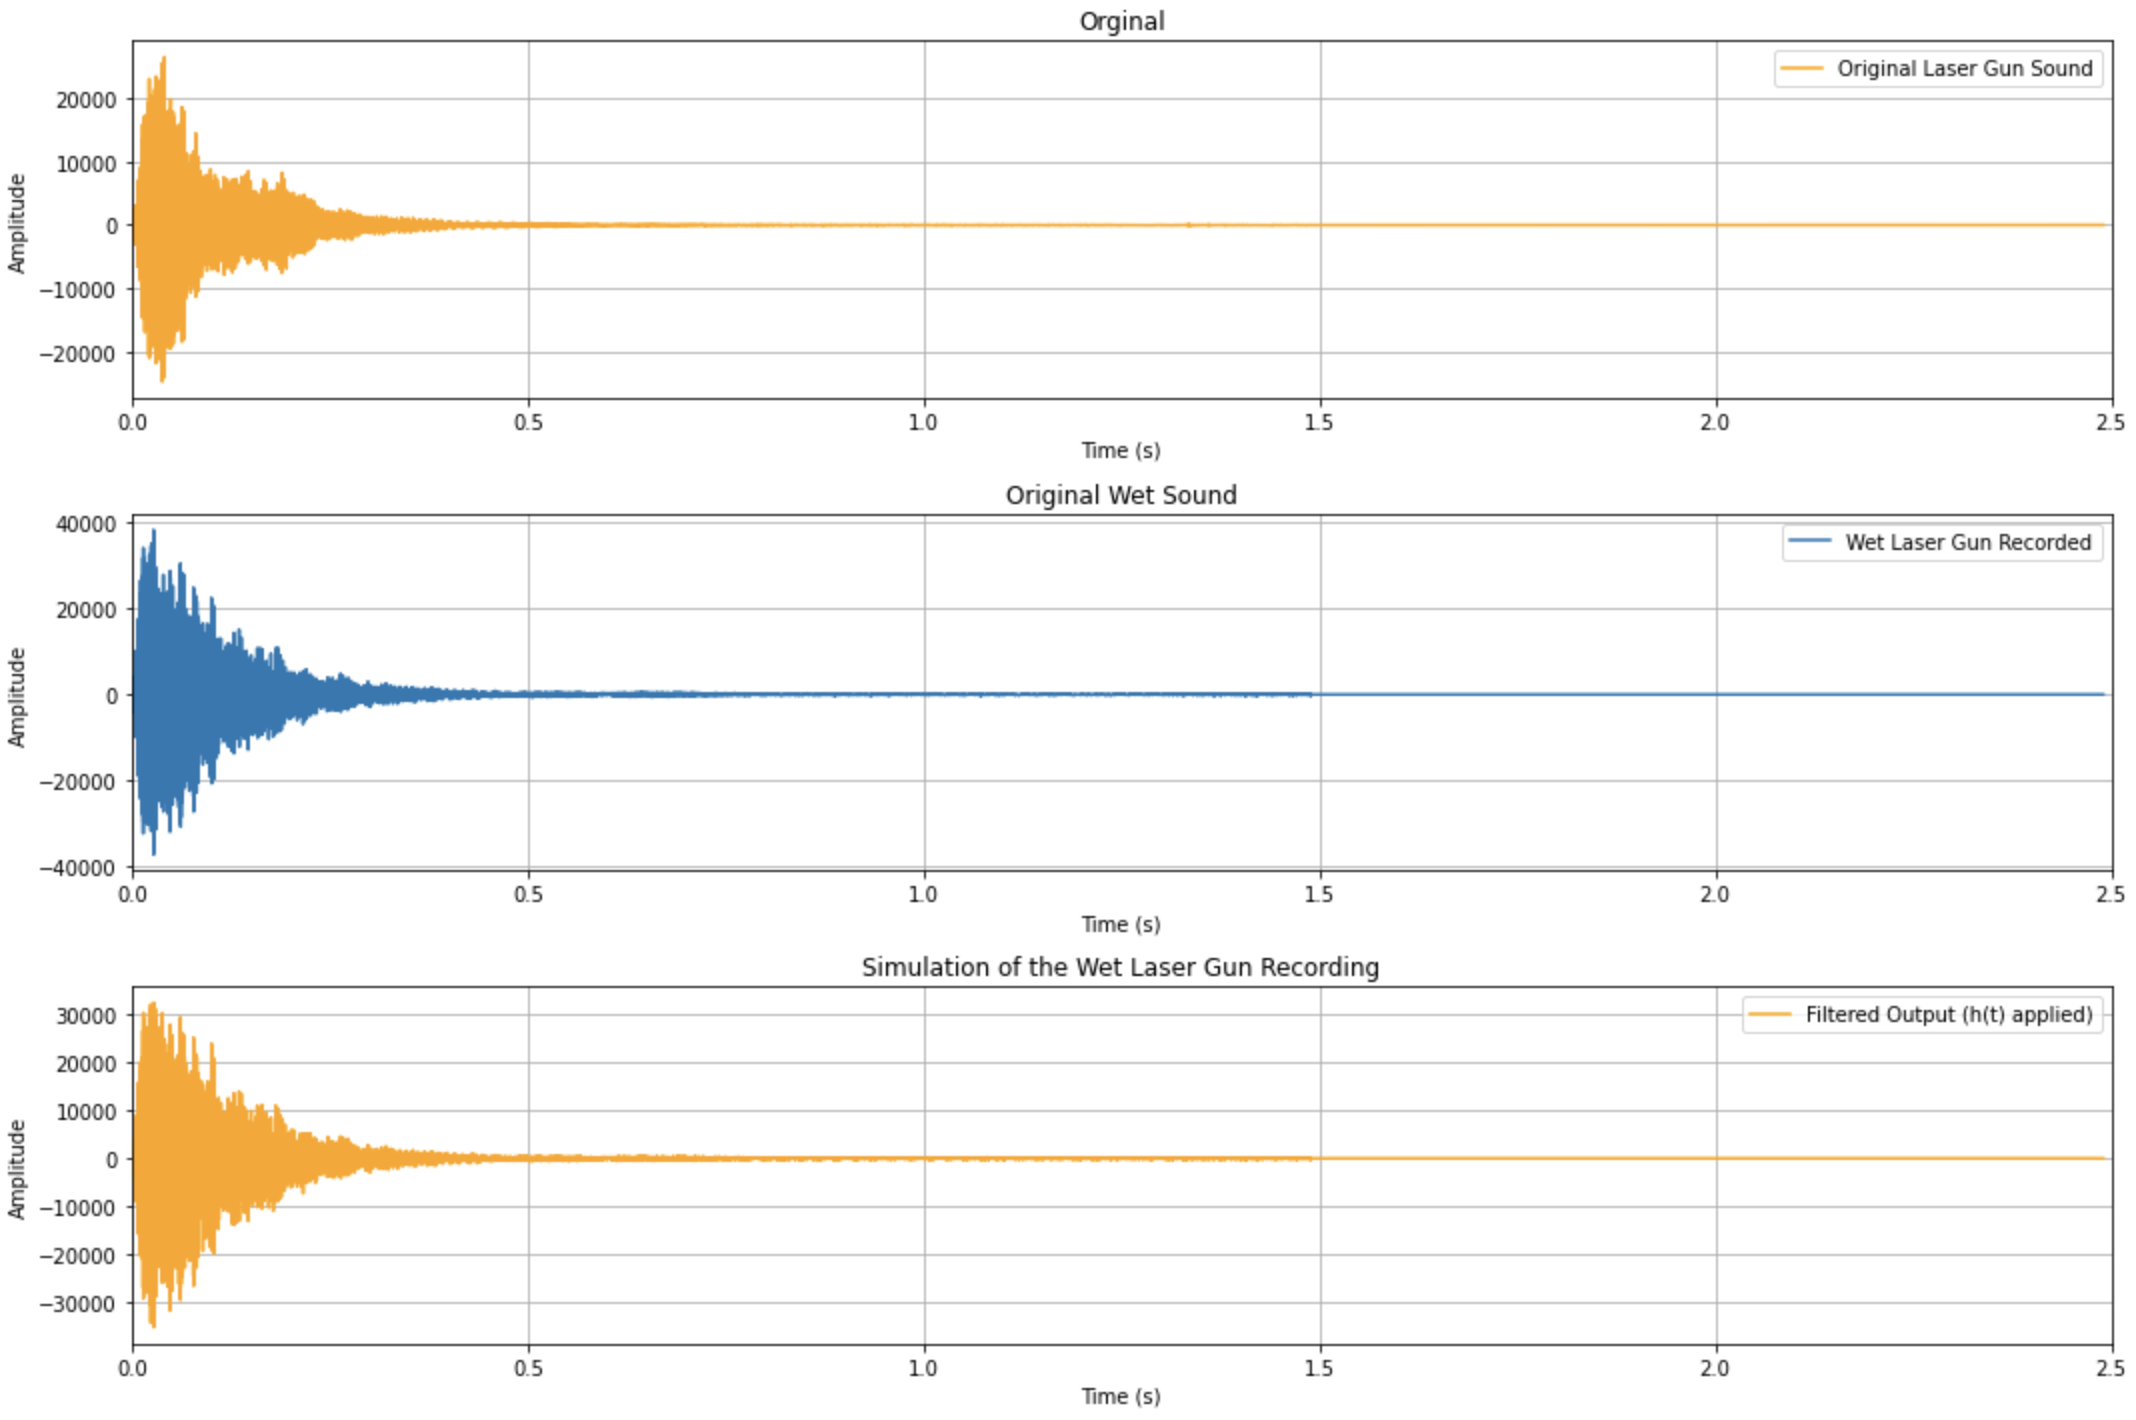 Orginal
Original Laser Gun Sound
Amplitude
20000
10000
0
−10000
−20000
0.0 0.5 1.0 1.5 2.0 2.5
Time (s)
Original Wet Sound
Wet Laser Gun Recorded
Amplitude
40000
20000
0
−20000
−40000
0.0 0.5 1.0 1.5 2.0 2.5
Time (s)
Simulation of the Wet Laser Gun Recording
Filtered Output (h(t) applied)
Amplitude
30000
20000
10000
0
−10000
−20000
−30000
0.0 0.5 1.0 1.5 2.0 2.5
Time (s)